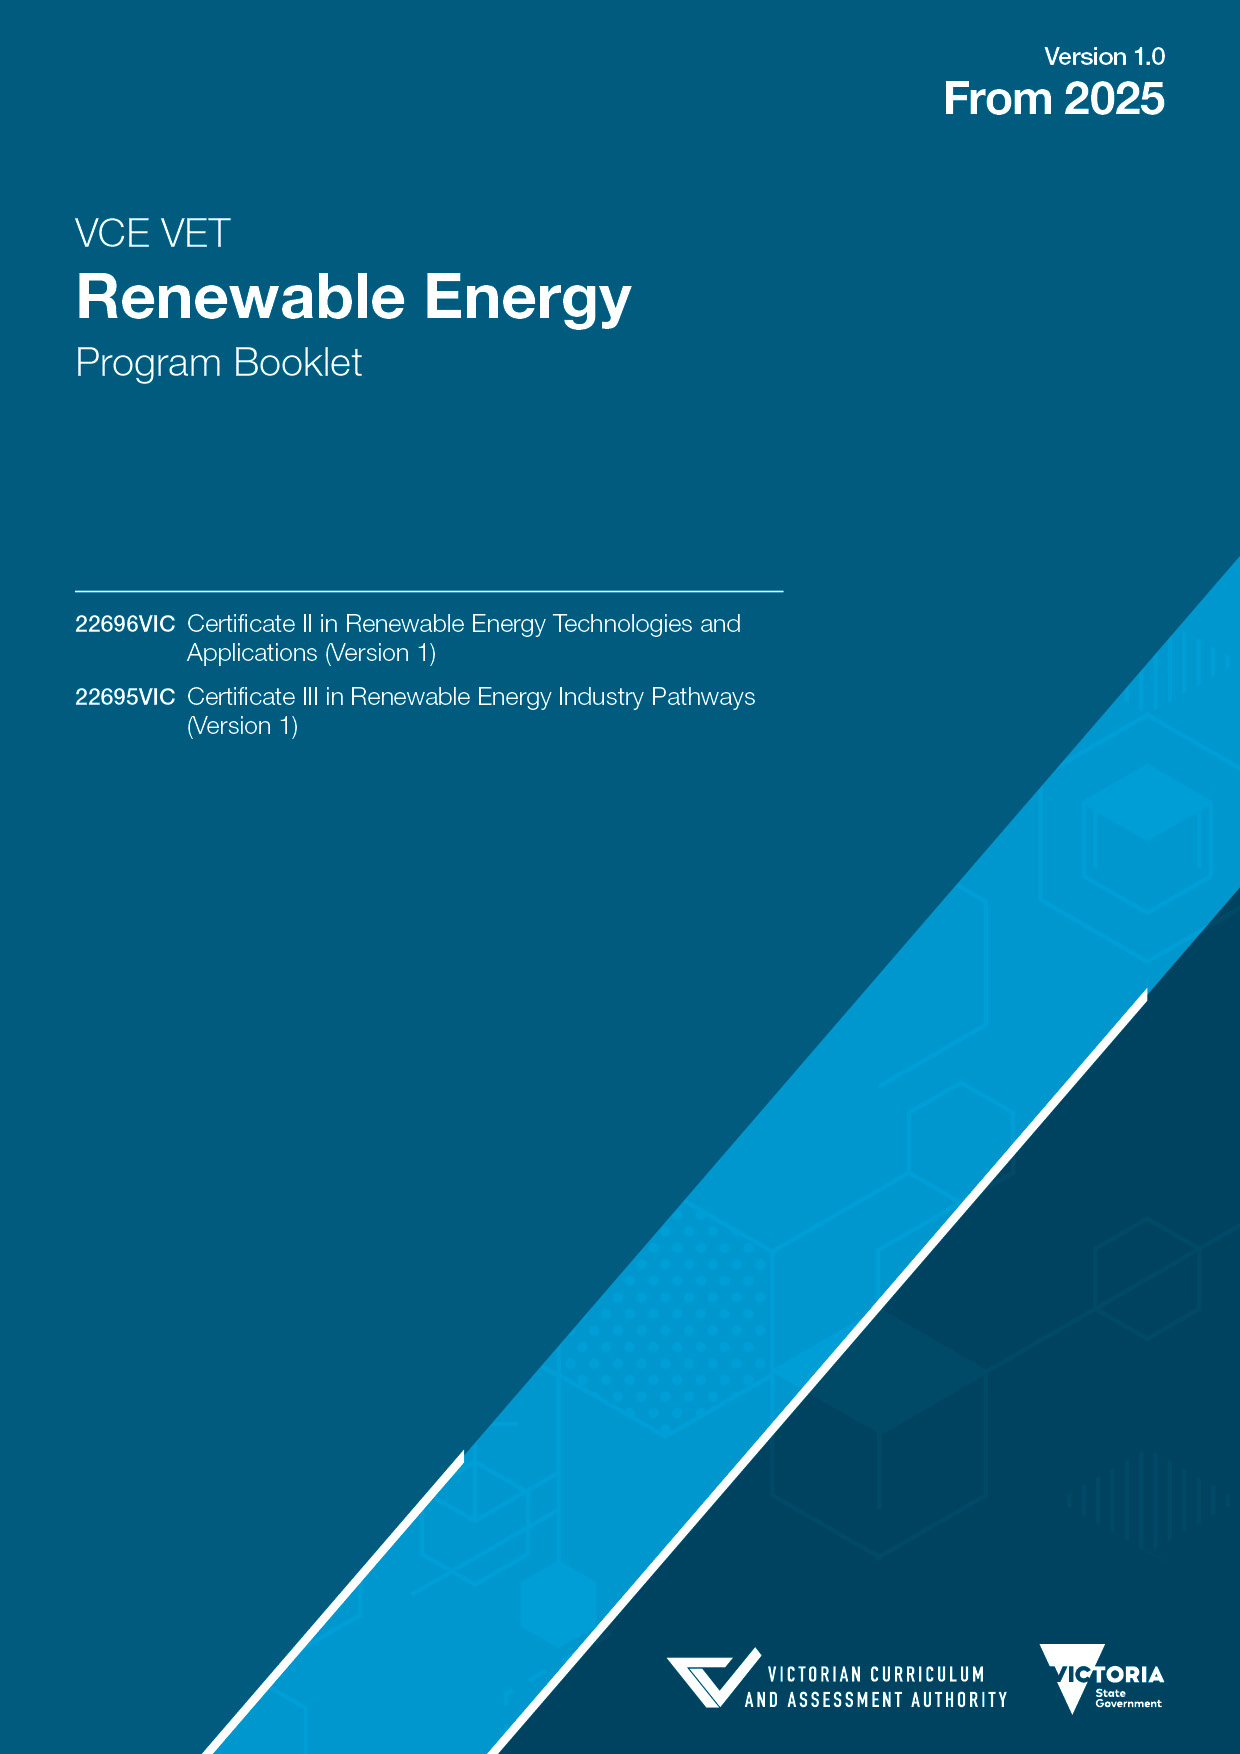 Version 1.0
From 2025
VCE VET
Renewable Energy
Program Booklet
22696VIC Certificate II in Renewable Energy Technologies and
Applications (Version 1)
22695VIC Certificate III in Renewable Energy Industry Pathways
(Version 1)
VICTORIAN CURRICULUM
AND ASSESSMENT AUTHORITY
VICTORIA
State
Government